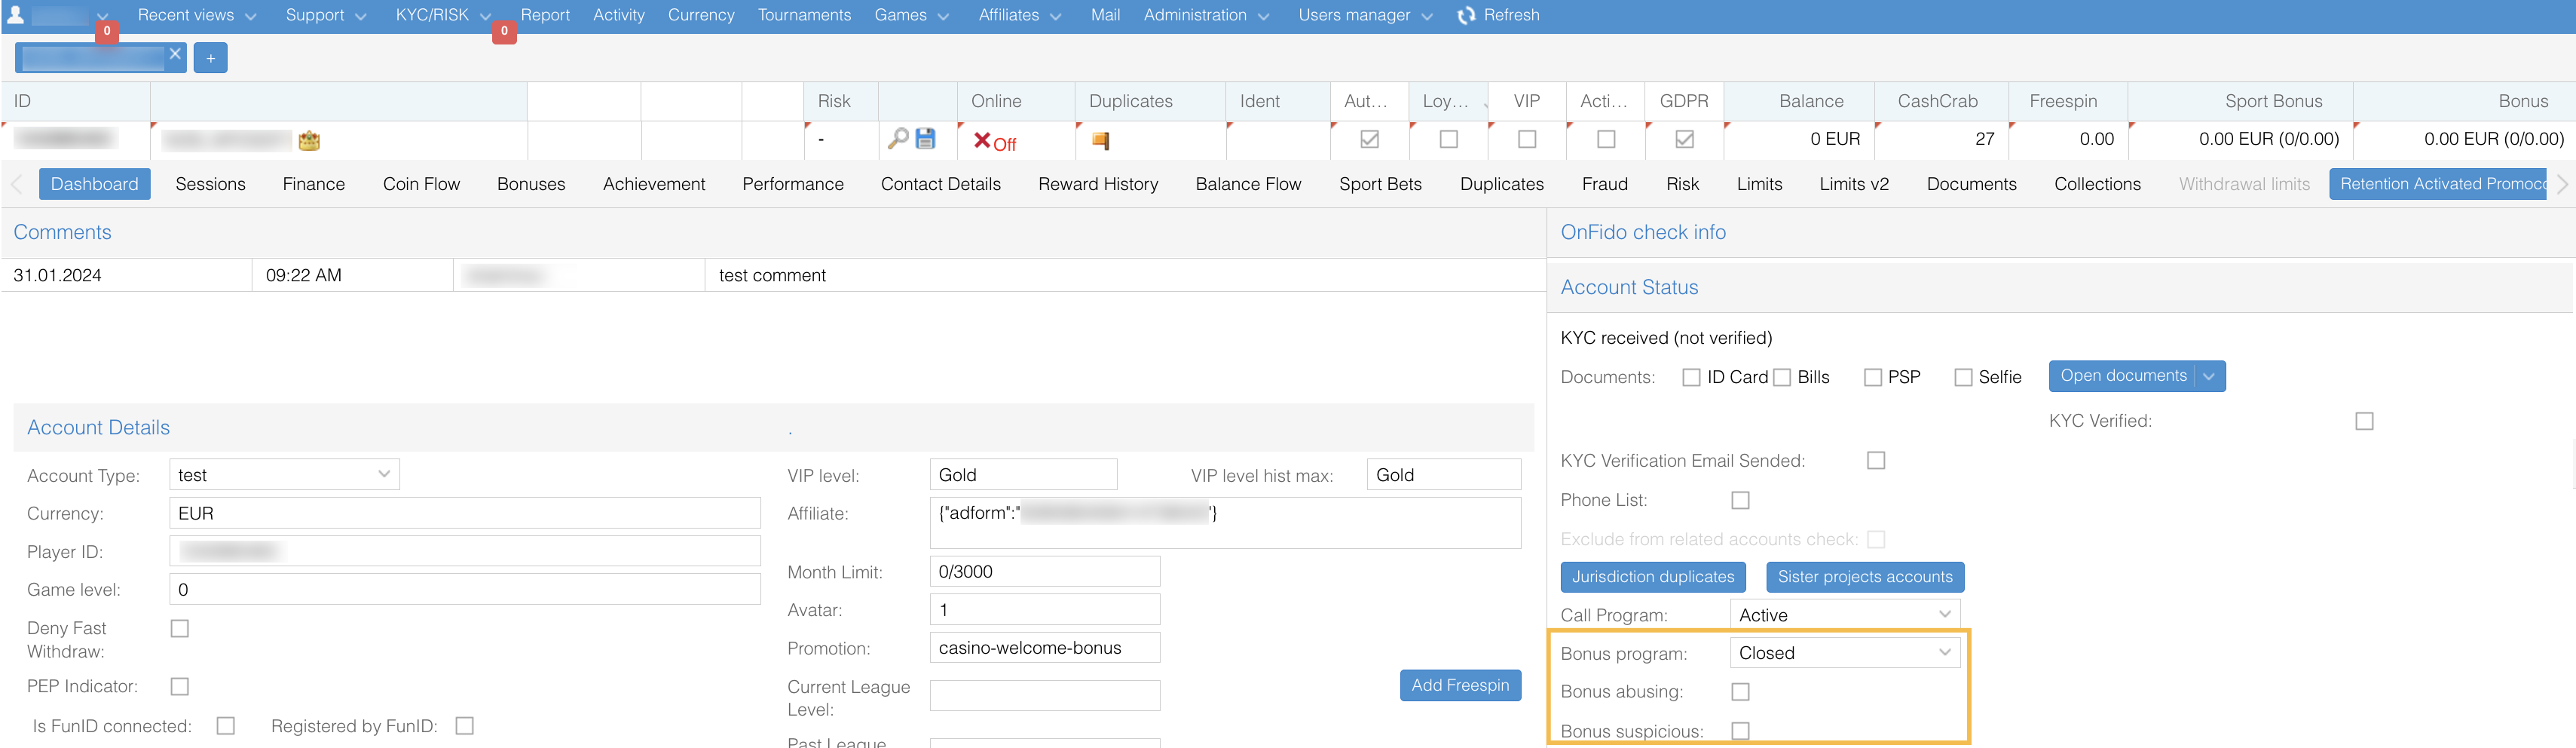 Recent views Support KYC/RISK Report Activity Currency Tournaments Games Affiliates Mail Administration Users manager Refresh
0 0
+
ID Risk Online Duplicates Ident Aut... Loy... VIP Acti... GDPR Balance CashCrab Freespin Sport Bonus Bonus
- Off 0 EUR 27 0.00 0.00 EUR (0/0.00) 0.00 EUR (0/0.00)
Dashboard Sessions Finance Coin Flow Bonuses Achievement Performance Contact Details Reward History Balance Flow Sport Bets Duplicates Fraud Risk Limits Limits v2 Documents Collections Withdrawal limits Retention Activated Promoco
Comments
31.01.2024 09:22 AM test comment
Account Details .
Account Type: test
Currency: EUR
Player ID:
Game level: 0
Deny Fast
Withdraw:
PEP Indicator:
Is FunID connected: Registered by FunID:
VIP level: Gold VIP level hist max: Gold
Affiliate: {"adform":" "}
Month Limit: 0/3000
Avatar: 1
Promotion: casino-welcome-bonus
Current League
Level:
Add Freespin
Past League
OnFido check info
Account Status
KYC received (not verified)
Documents: ID Card Bills PSP Selfie Open documents
KYC Verified:
KYC Verification Email Sended:
Phone List:
Exclude from related accounts check:
Jurisdiction duplicates Sister projects accounts
Call Program: Active
Bonus program: Closed
Bonus abusing:
Bonus suspicious: